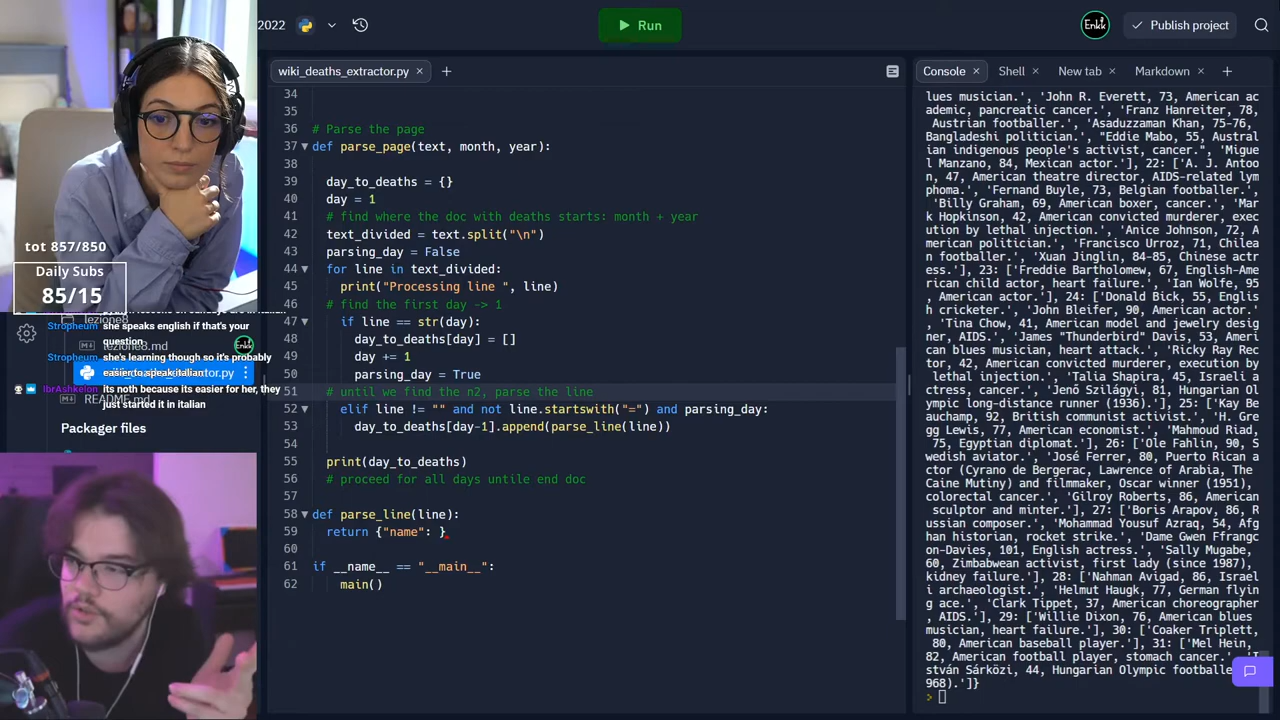 2022
Run
Enkk
Publish project
wiki_deaths_extractor.py
Console
Shell
New tab
Markdown
34
35
36 # Parse the page
37 def parse_page(text, month, year):
38
39 day_to_deaths = {}
40 day = 1
41 # find where the doc with deaths starts: month + year
42 text_divided = text.split("\n")
43 parsing_day = False
44 for line in text_divided:
45 print("Processing line ", line)
46 # find the first day -> 1
47 if line == str(day):
48 day_to_deaths[day] = []
49 day += 1
50 parsing_day = True
51 # until we find the n2, parse the line
52 elif line != "" and not line.startswith("=") and parsing_day:
53 day_to_deaths[day-1].append(parse_line(line))
54
55 print(day_to_deaths)
56 # proceed for all days untile end doc
57
58 def parse_line(line):
59 return {"name": }
60
61 if __name__ == "__main__":
62 main()
tot 857/850
Daily Subs
85/15
lezione8
Stropheum she speaks english if that's your
question
lezione8.md
Stropheum she's learning though so it's probably
easier to speak italian
IbrAshkelon its noth because its easier for her, they
just started it in italian
README.md
Packager files
lues musician.', 'John R. Everett, 73, American ac
ademic, pancreatic cancer.', 'Franz Hanreiter, 78,
Austrian footballer.', 'Asaduzzaman Khan, 75–76,
Bangladeshi politician.', "Eddie Mabo, 55, Austral
ian indigenous people's activist, cancer.", 'Migue
l Manzano, 84, Mexican actor.'], 22: ['A. J. Antoo
n, 47, American theatre director, AIDS-related lym
phoma.', 'Fernand Buyle, 73, Belgian footballer.',
'Billy Graham, 69, American boxer, cancer.', 'Mar
k Hopkinson, 42, American convicted murderer, exec
ution by lethal injection.', 'Anice Johnson, 72, A
merican politician.', 'Francisco Urroz, 71, Chilea
n footballer.', 'Xuan Jinglin, 84–85, Chinese actr
ess.'], 23: ['Freddie Bartholomew, 67, English-Ame
rican child actor, heart failure.', 'Ian Wolfe, 95
, American actor.'], 24: ['Donald Bick, 55, Englis
h cricketer.', 'John Bleifer, 90, American actor.'
, 'Tina Chow, 41, American model and jewelry desig
ner, AIDS.', 'James "Thunderbird" Davis, 53, Ameri
can blues musician, heart attack.', 'Ricky Ray Rec
tor, 42, American convicted murderer, execution by
lethal injection.', 'Talia Shapira, 45, Israeli a
ctress, cancer.', 'Jenő Szilágyi, 81, Hungarian Ol
ympic long-distance runner (1936).'], 25: ['Kay Be
auchamp, 92, British communist activist.', 'H. Gre
gg Lewis, 77, American economist.', 'Mahmoud Riad,
75, Egyptian diplomat.'], 26: ['Ole Fahlin, 90, S
wedish aviator.', 'José Ferrer, 80, Puerto Rican a
ctor (Cyrano de Bergerac, Lawrence of Arabia, The
Caine Mutiny) and filmmaker, Oscar winner (1951),
colorectal cancer.', 'Gilroy Roberts, 86, American
sculptor and minter.'], 27: ['Boris Arapov, 86, R
ussian composer.', 'Mohammad Yousuf Azraq, 54, Afg
han historian, rocket strike.', 'Dame Gwen Ffrangc
on-Davies, 101, English actress.', 'Sally Mugabe,
60, Zimbabwean activist, first lady (since 1987),
kidney failure.'], 28: ['Nahman Avigad, 86, Israel
i archaeologist.', 'Helmut Haugk, 77, German flyin
g ace.', 'Clark Tippet, 37, American choreographer
, AIDS.'], 29: ['Willie Dixon, 76, American blues
musician, heart failure.'], 30: ['Coaker Triplett,
80, American baseball player.'], 31: ['Mel Hein,
82, American football player, stomach cancer.', 'I
stván Sárközi, 44, Hungarian Olympic footballe
968).']}